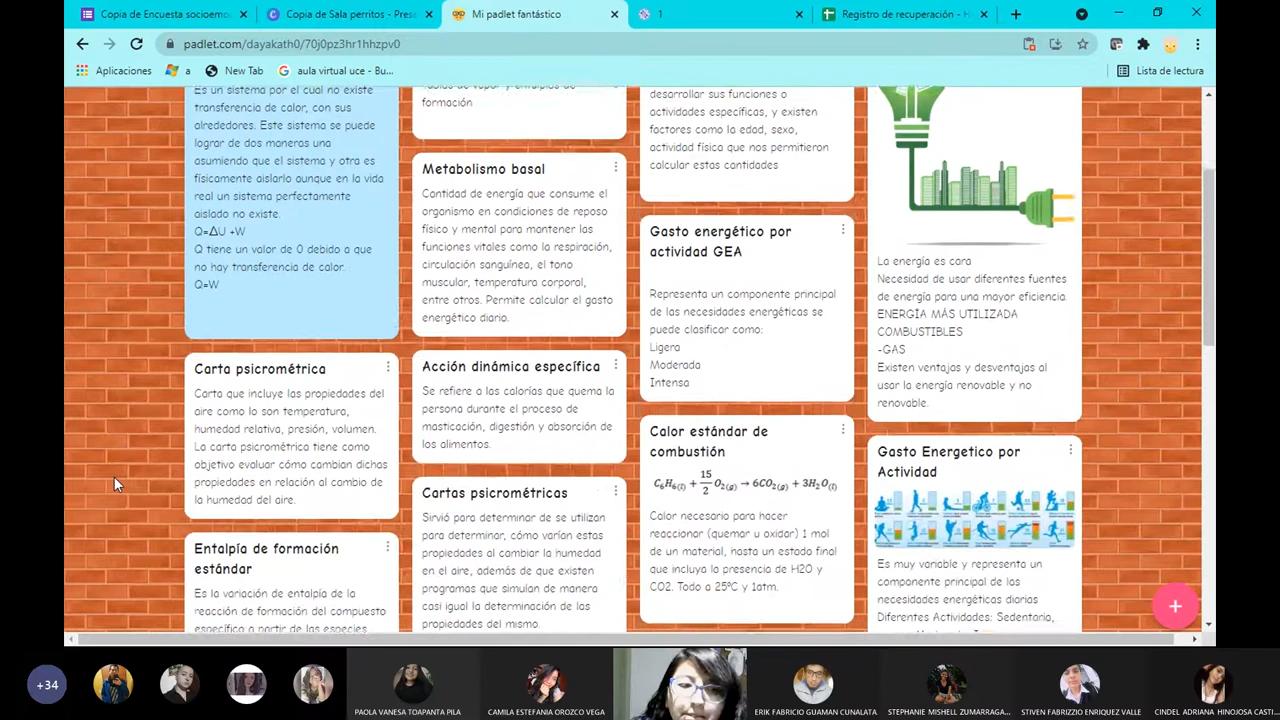 Copia de Encuesta socioemo
Copia de Sala perritos - Pres
Mi padlet fantástico
1
Registro de recuperación - H
padlet.com/dayakath0/70j0pz3hr1hhzpv0
Aplicaciones
a
New Tab
aula virtual uce - Bu...
Lista de lectura
Es un sistema por el cual no existe
transferencia de calor, con sus
alrededores. Este sistema se puede
lograr de dos maneras una
asumiendo que el sistema y otra es
físicamente aislarlo aunque en la vida
real un sistema perfectamente
aislado no existe.
Q=ΔU +W
Q tiene un valor de 0 debido a que
no hay transferencia de calor.
Q=W
Carta psicrométrica
Carta que incluye las propiedades del
aire como lo son temperatura,
humedad relativa, presión, volumen.
La carta psicrométrica tiene como
objetivo evaluar cómo cambian dichas
propiedades en relación al cambio de
la humedad del aire.
Entalpía de formación
estándar
Es la variación de entalpía de la
reacción de formación del compuesto
específico a partir de las especies
formación
Metabolismo basal
Cantidad de energía que consume el
organismo en condiciones de reposo
físico y mental para mantener las
funciones vitales como la respiración,
circulación sanguínea, el tono
muscular, temperatura corporal,
entre otros. Permite calcular el gasto
energético diario.
Acción dinámica específica
Se refiere a las calorías que quema la
persona durante el proceso de
masticación, digestión y absorción de
los alimentos.
Cartas psicrométricas
Sirvió para determinar de se utilizan
para determinar, cómo varían estas
propiedades al cambiar la humedad
en el aire, además de que existen
programas que simulan de manera
casi igual la determinación de las
propiedades del mismo.
desarrollar sus funciones o
actividades específicas, y existen
factores como la edad, sexo,
actividad física que nos permitieron
calcular estas cantidades
Gasto energético por
actividad GEA
Representa un componente principal
de las necesidades energéticas se
puede clasificar como:
Ligera
Moderada
Intensa
Calor estándar de
combustión
C₆H₆₍ₗ₎ + 15/2 O₂₍g₎ → 6CO₂₍g₎ + 3H₂O₍ₗ₎
Calor necesario para hacer
reaccionar (quemar u oxidar) 1 mol
de un material, hasta un estado final
que incluya la presencia de H2O y
CO2. Todo a 25ºC y 1atm.
La energía es cara
Necesidad de usar diferentes fuentes
de energía para una mayor eficiencia.
ENERGÍA MÁS UTILIZADA
COMBUSTIBLES
-GAS
Existen ventajas y desventajas al
usar la energía renovable y no
renovable.
Gasto Energetico por
Actividad
Es muy variable y representa un
componente principal de las
necesidades energéticas diarias
Diferentes Actividades: Sedentaria,
+34
PAOLA VANESA TOAPANTA PILA
CAMILA ESTEFANIA OROZCO VEGA
ERIK FABRICIO GUAMAN CUNALATA
STEPHANIE MISHELL ZUMARRAGA...
STIVEN FABRIZZIO ENRIQUEZ VALLE
CINDEL ADRIANA HINOJOSA CASTI